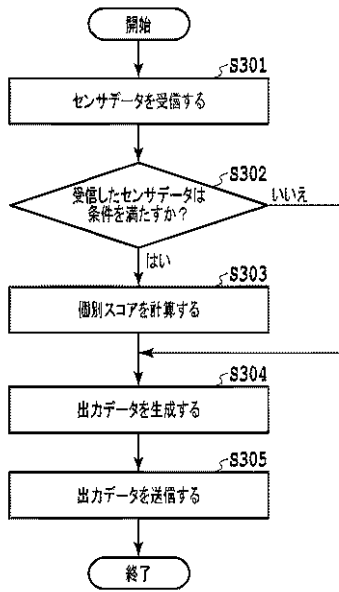 開始
S301
センサデータを受信する
S302
受信したセンサデータは
条件を満たすか？
いいえ
はい
S303
個別スコアを計算する
S304
出力データを生成する
S305
出力データを送信する
終了